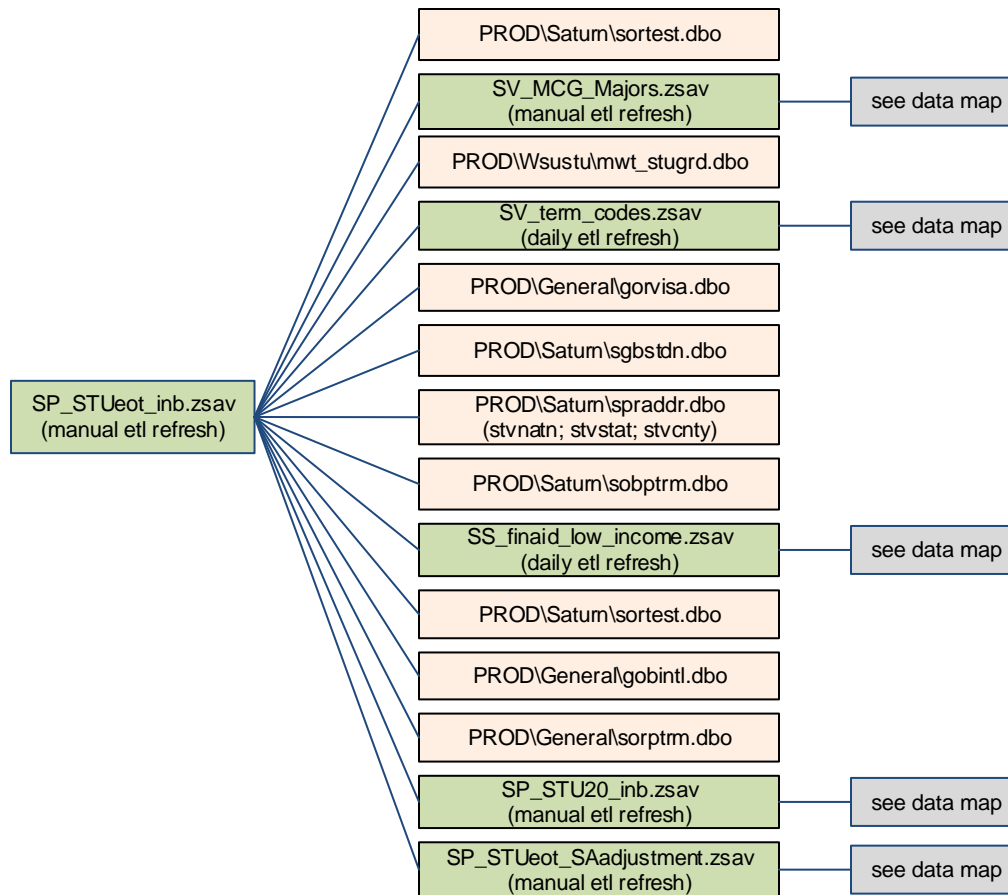 PROD\Saturn\sortest.dbo
SV_MCG_Majors.zsav
(manual etl refresh)
see data map
PROD\Wsustu\mwt_stugrd.dbo
SV_term_codes.zsav
(daily etl refresh)
see data map
PROD\General\gorvisa.dbo
PROD\Saturn\sgbstdn.dbo
SP_STUeot_inb.zsav
(manual etl refresh)
PROD\Saturn\spraddr.dbo
(stvnatn; stvstat; stvcnty)
PROD\Saturn\sobptrm.dbo
SS_finaid_low_income.zsav
(daily etl refresh)
see data map
PROD\Saturn\sortest.dbo
PROD\General\gobintl.dbo
PROD\General\sorptrm.dbo
SP_STU20_inb.zsav
(manual etl refresh)
see data map
SP_STUeot_SAadjustment.zsav
(manual etl refresh)
see data map